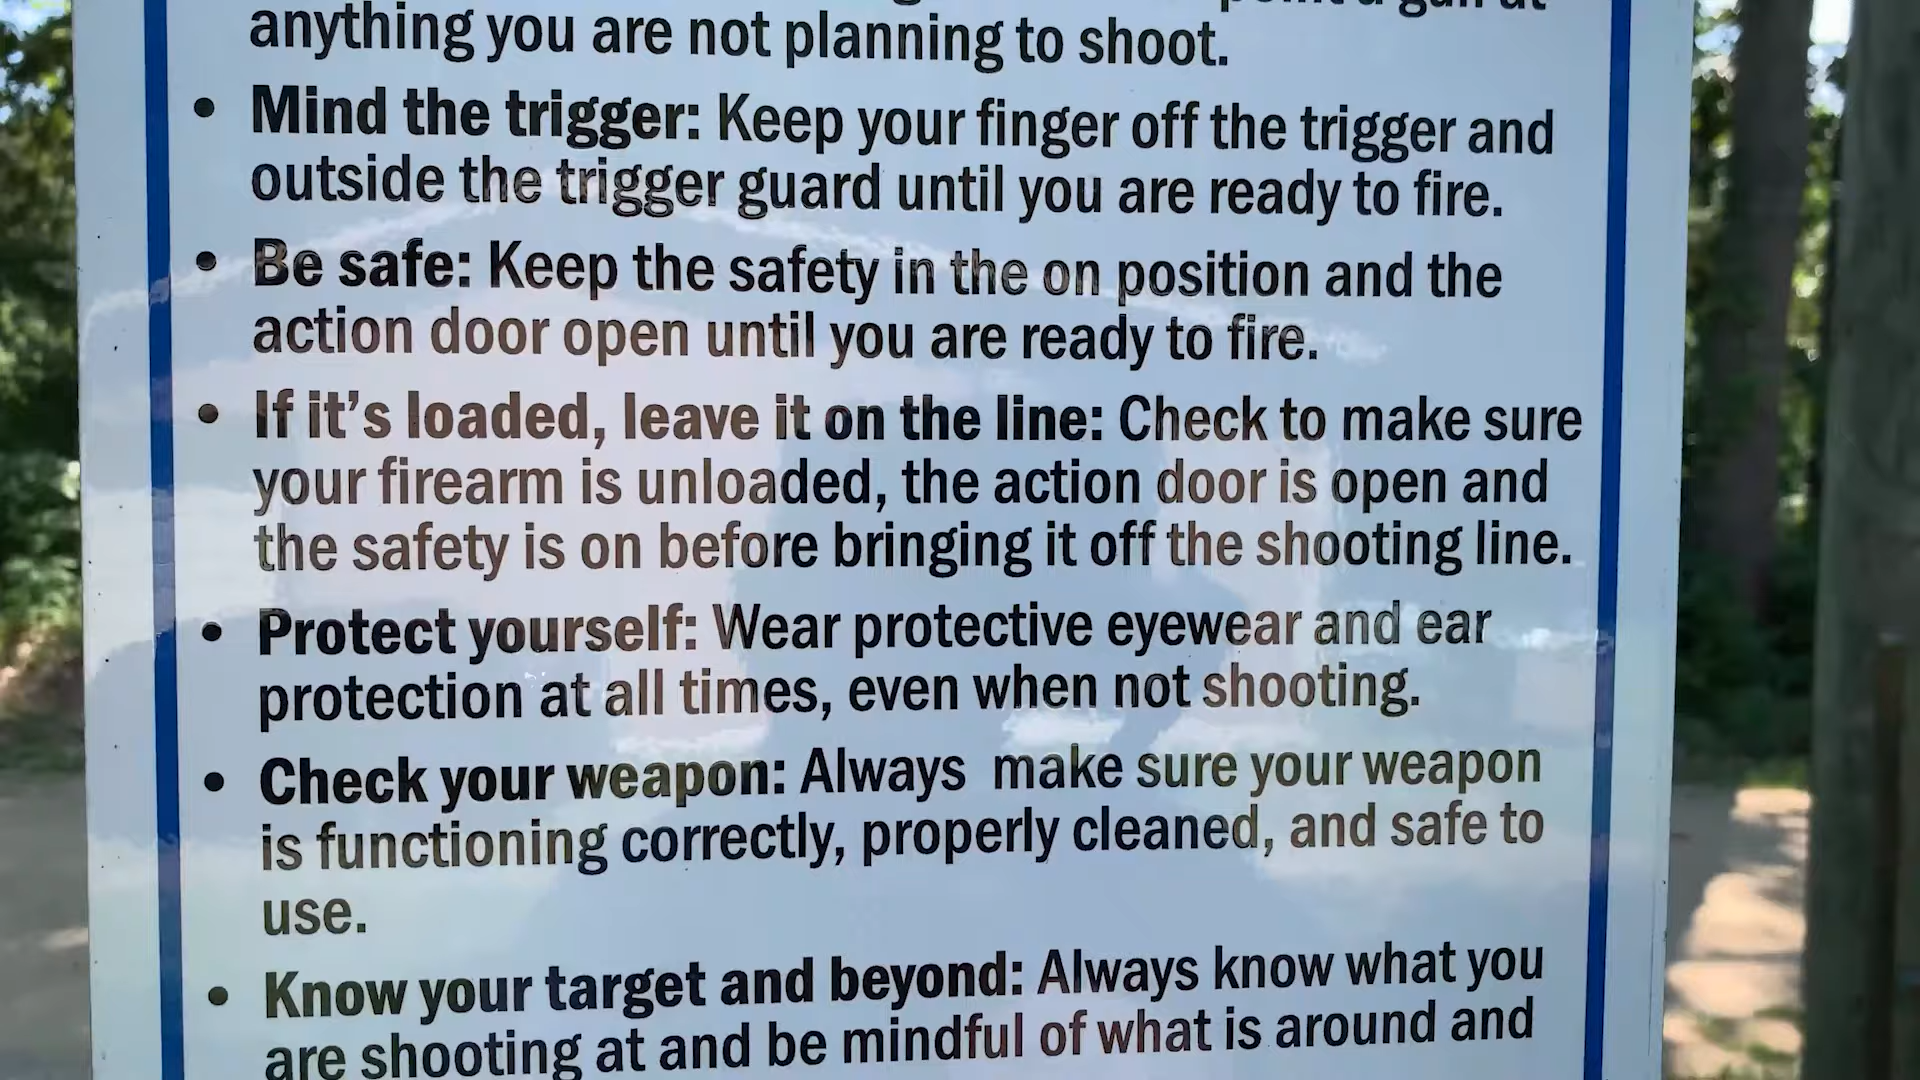 point a gun at
anything you are not planning to shoot.
• Mind the trigger: Keep your finger off the trigger and
outside the trigger guard until you are ready to fire.
• Be safe: Keep the safety in the on position and the
action door open until you are ready to fire.
• If it’s loaded, leave it on the line: Check to make sure
your firearm is unloaded, the action door is open and
the safety is on before bringing it off the shooting line.
• Protect yourself: Wear protective eyewear and ear
protection at all times, even when not shooting.
• Check your weapon: Always  make sure your weapon
is functioning correctly, properly cleaned, and safe to
use.
• Know your target and beyond: Always know what you
are shooting at and be mindful of what is around and